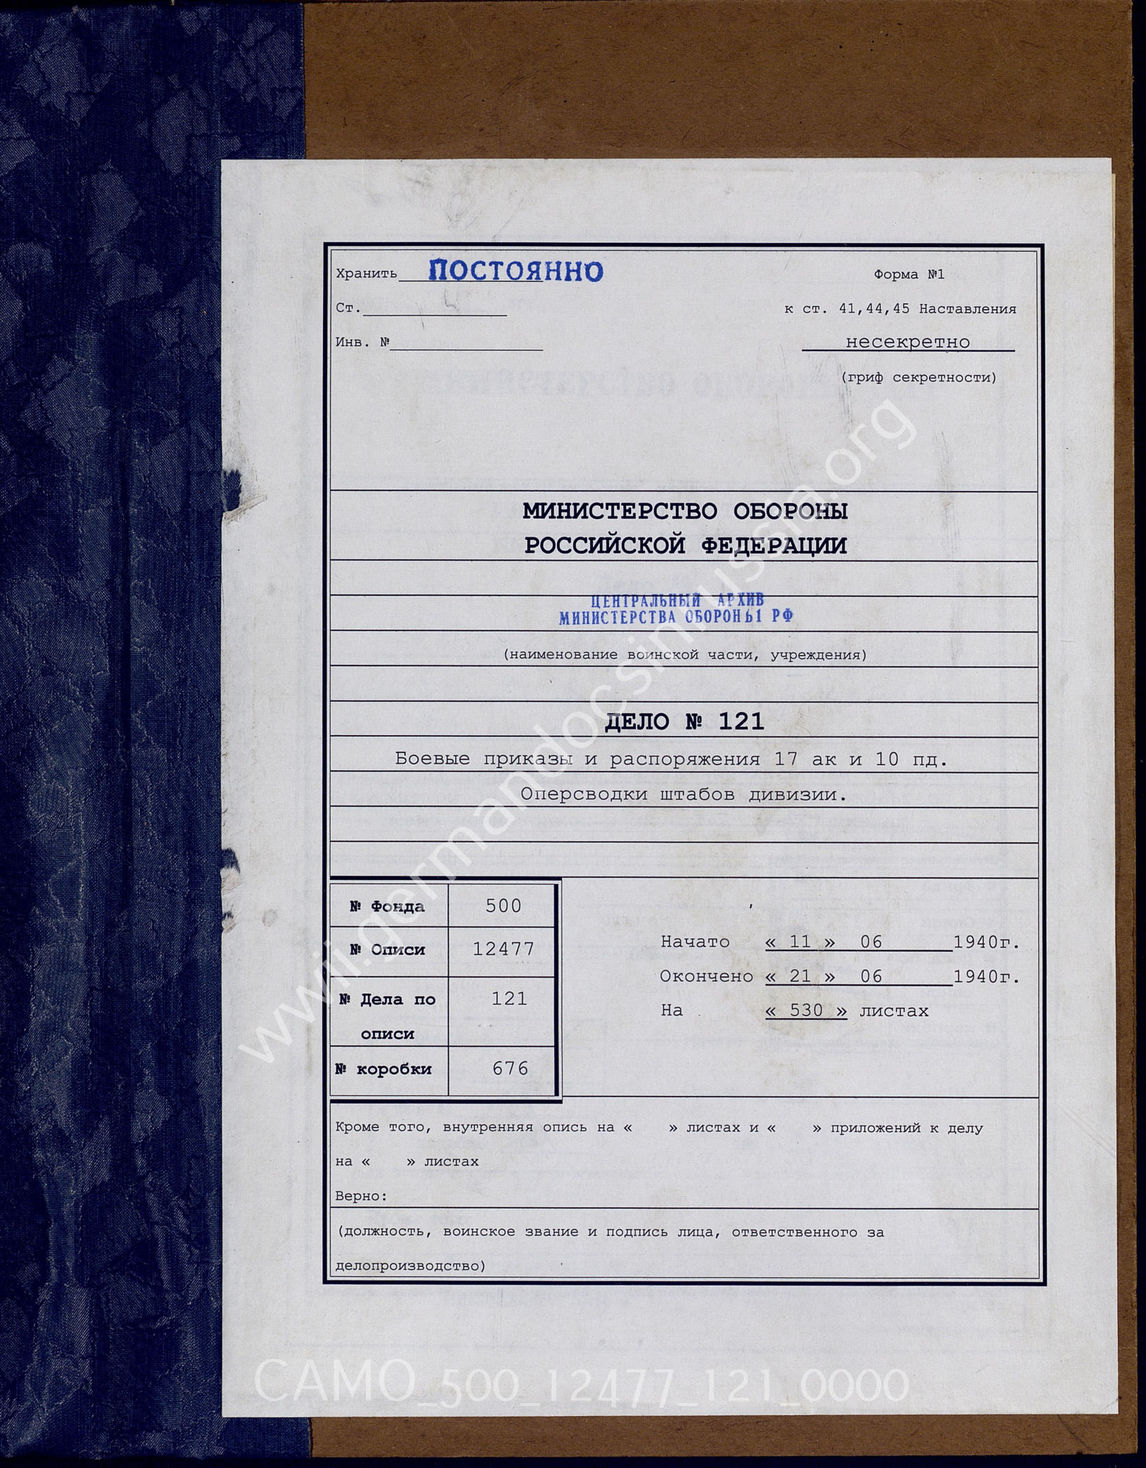 Хранить ПОСТОЯННО
Форма №1
Ст.
к ст. 41,44,45 Наставления
Инв. №
несекретно
(гриф секретности)
МИНИСТЕРСТВО ОБОРОНЫ
РОССИЙСКОЙ ФЕДЕРАЦИИ
ЦЕНТРАЛЬНЫЙ АРХИВ
МИНИСТЕРСТВА ОБОРОНЫ РФ
(наименование воинской части, учреждения)
ДЕЛО № 121
Боевые приказы и распоряжения 17 ак и 10 пд.
Оперсводки штабов дивизии.
№ Фонда 500
№ Описи 12477
№ Дела по 121
описи
№ коробки 676
Начато « 11 » 06 1940г.
Окончено « 21 » 06 1940г.
На « 530 » листах
Кроме того, внутренняя опись на « » листах и « » приложений к делу
на « » листах
Верно:
(должность, воинское звание и подпись лица, ответственного за
делопроизводство)
www.germandocsinrussia.org
CAMO_500_12477_121_0000